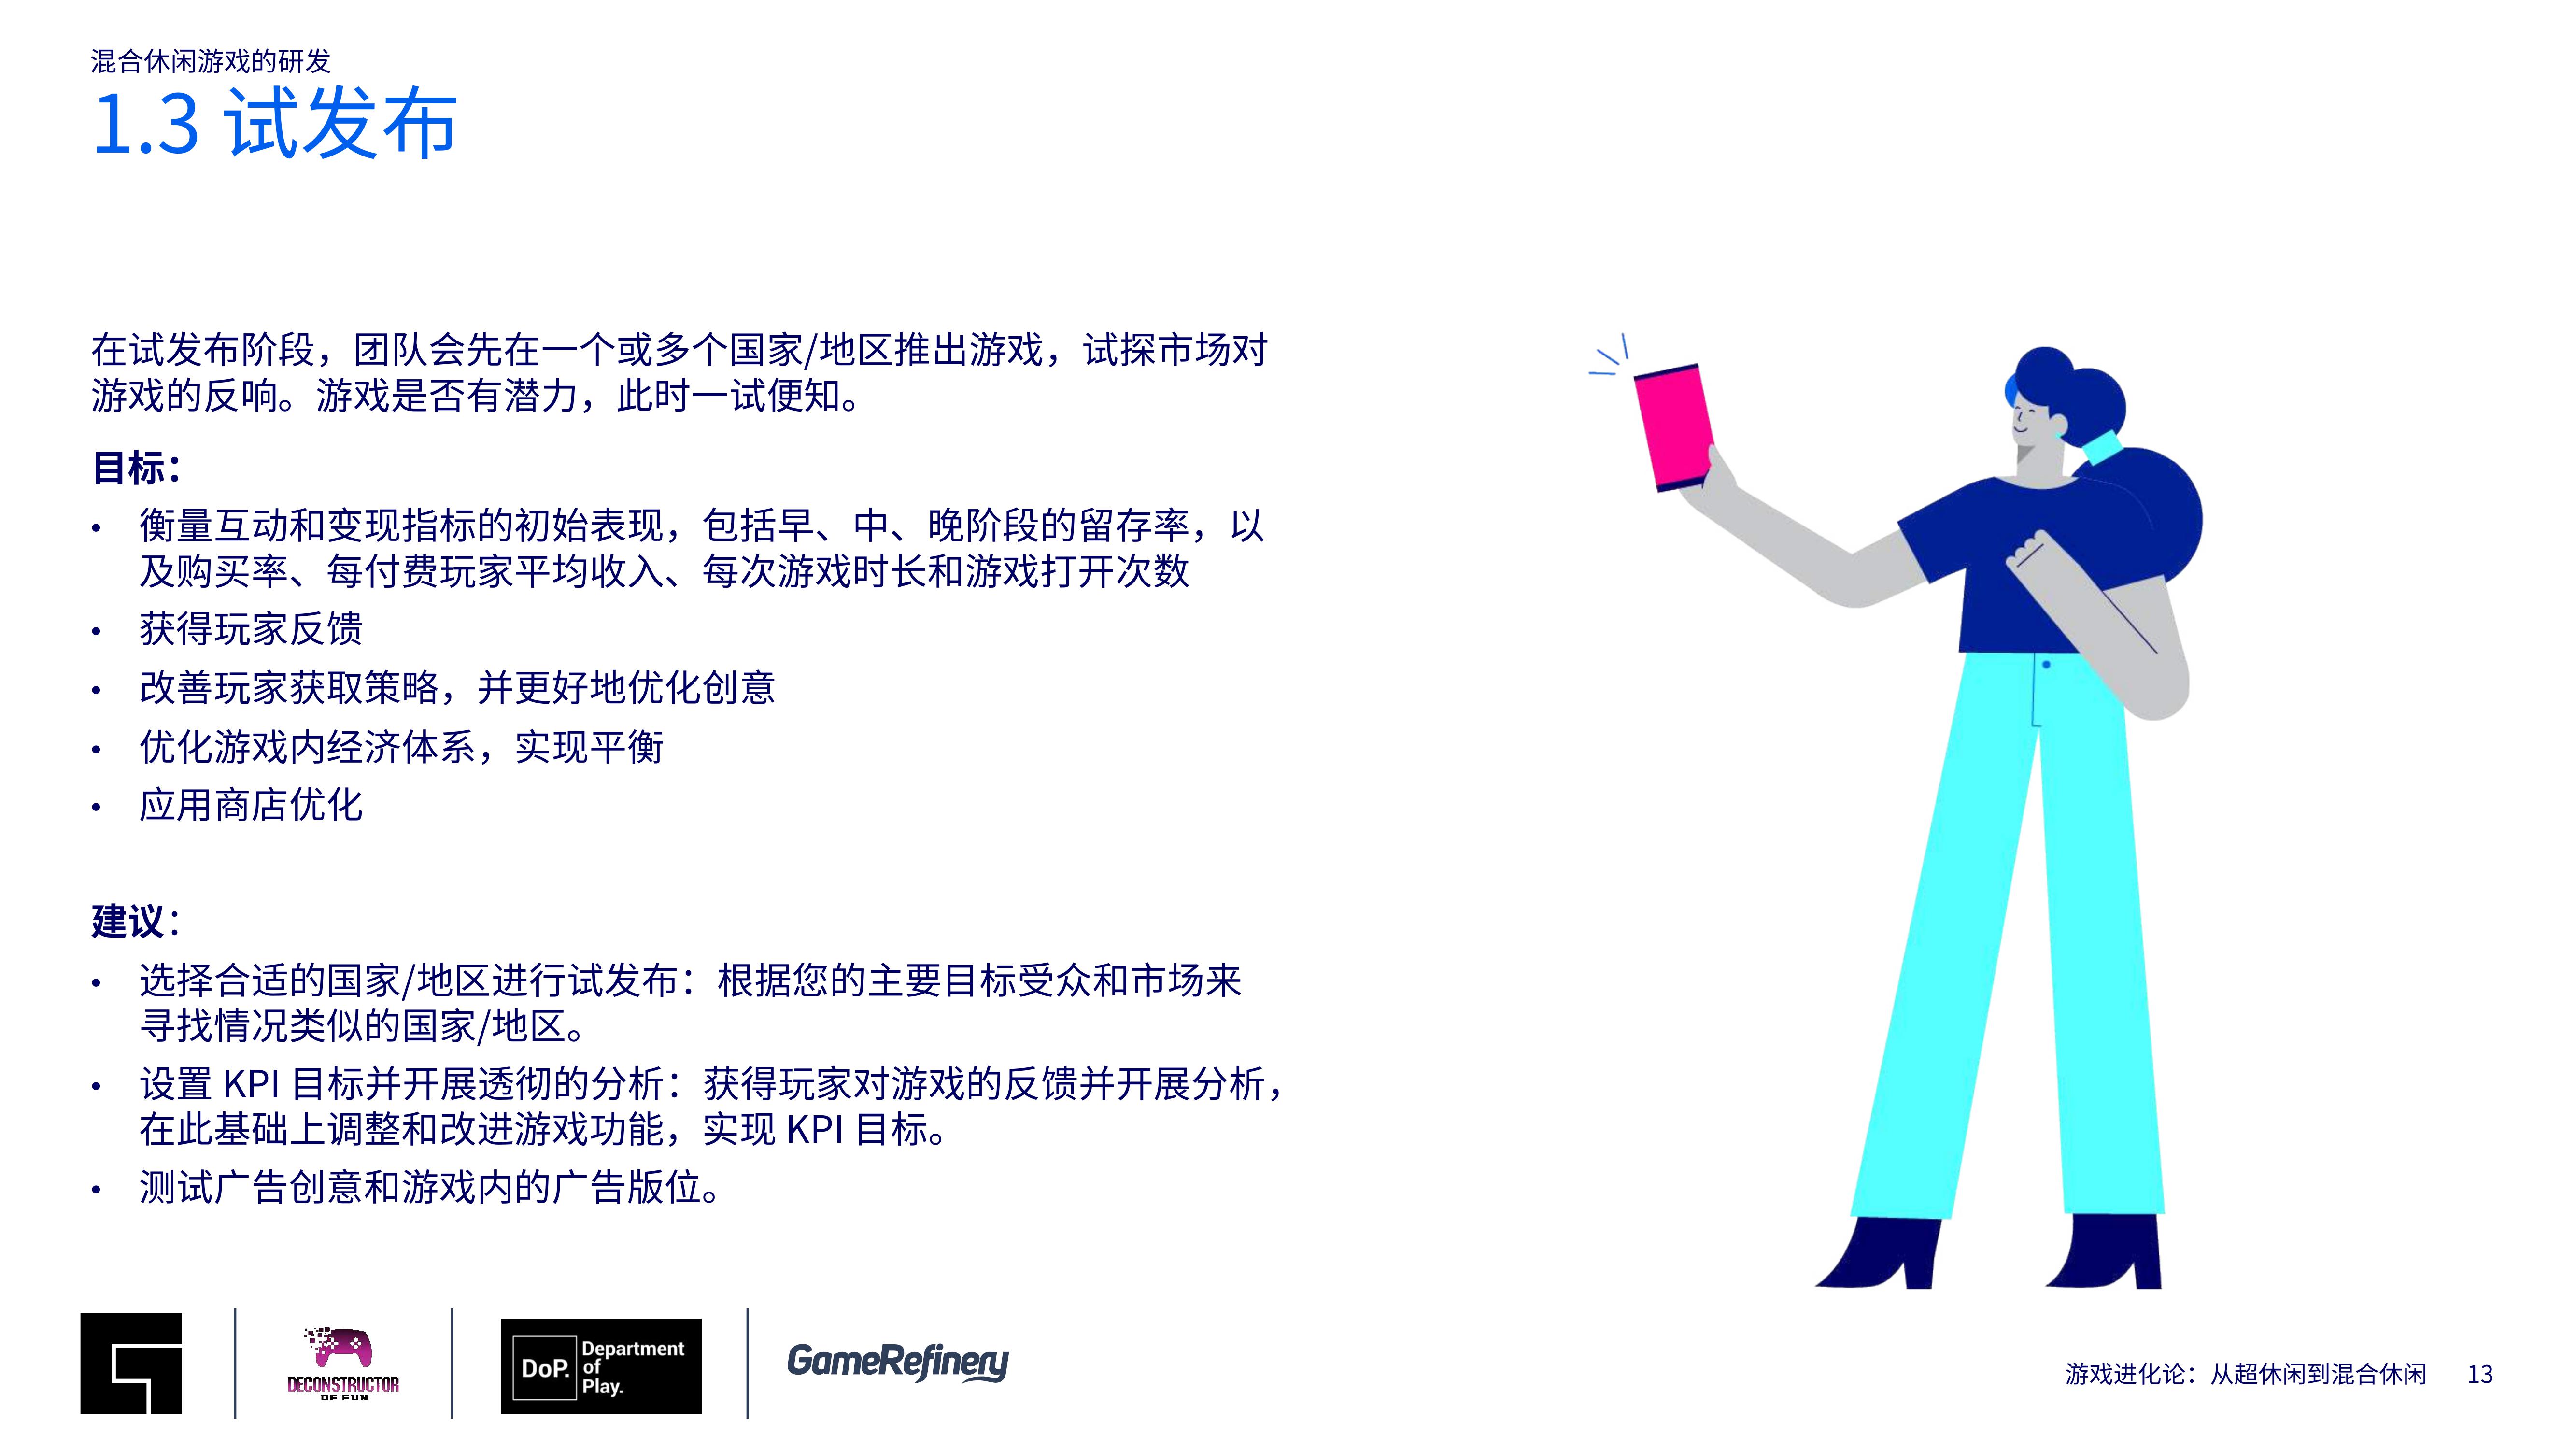 混合休闲游戏的研发
1.3 试发布
在试发布阶段，团队会先在一个或多个国家/地区推出游戏，试探市场对
游戏的反响。游戏是否有潜力，此时一试便知。
目标：
• 衡量互动和变现指标的初始表现，包括早、中、晚阶段的留存率，以
及购买率、每付费玩家平均收入、每次游戏时长和游戏打开次数
• 获得玩家反馈
• 改善玩家获取策略，并更好地优化创意
• 优化游戏内经济体系，实现平衡
• 应用商店优化
建议：
• 选择合适的国家/地区进行试发布：根据您的主要目标受众和市场来
寻找情况类似的国家/地区。
• 设置 KPI 目标并开展透彻的分析：获得玩家对游戏的反馈并开展分析，
在此基础上调整和改进游戏功能，实现 KPI 目标。
• 测试广告创意和游戏内的广告版位。
DECONSTRUCTOR
OF FUN
DoP.
Department
of
Play.
GameRefinery
游戏进化论：从超休闲到混合休闲 13